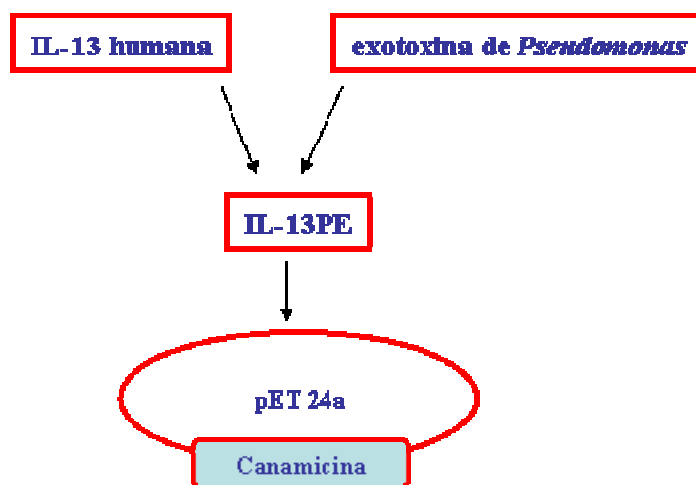 IL-13 humana
exotoxina de Pseudomonas
IL-13PE
pET 24a
Canamicina